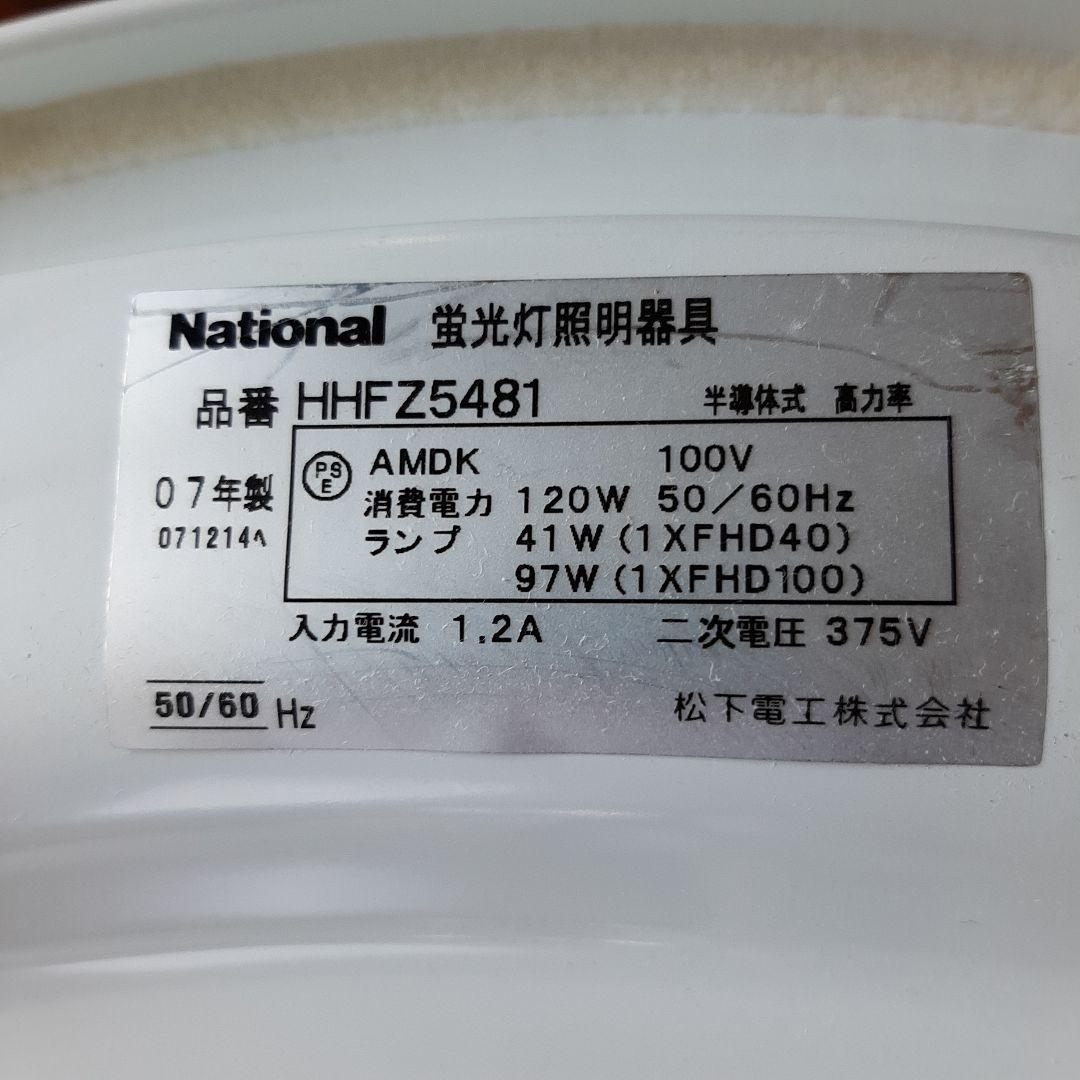 National 蛍光灯照明器具
品番 HHFZ5481 半導体式 高力率
PSE AMDK 100V
07年製 消費電力 120W 50/60Hz
071214ヘ ランプ 41W (1XFHD40)
97W (1XFHD100)
入力電流 1.2A 二次電圧 375V
50/60 Hz 松下電工株式会社